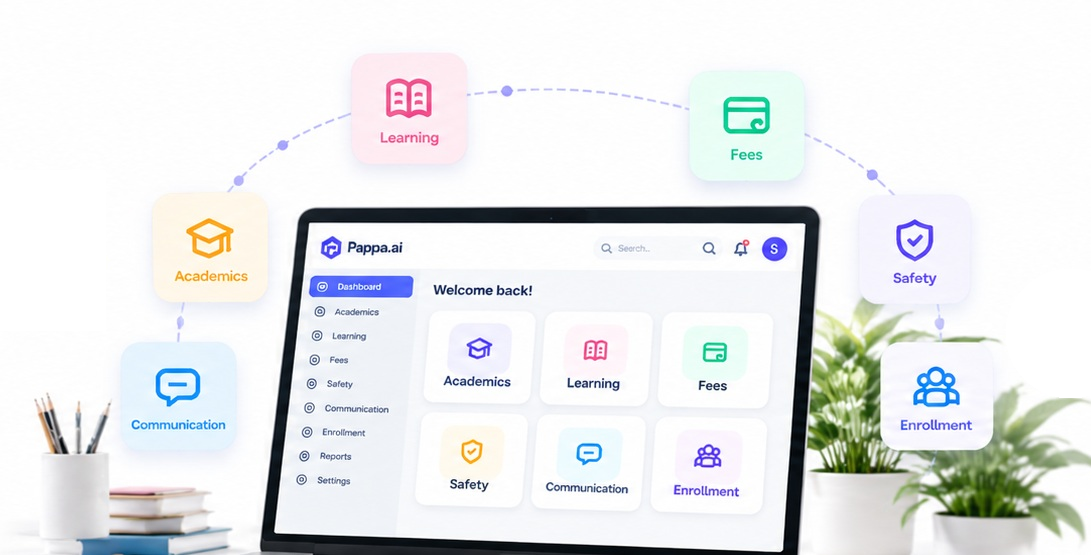 Learning
Fees
Academics
Safety
Communication
Enrollment
Pappa.ai
Search..
S
Dashboard
Academics
Learning
Fees
Safety
Communication
Enrollment
Reports
Settings
Welcome back!
Academics
Learning
Fees
Safety
Communication
Enrollment